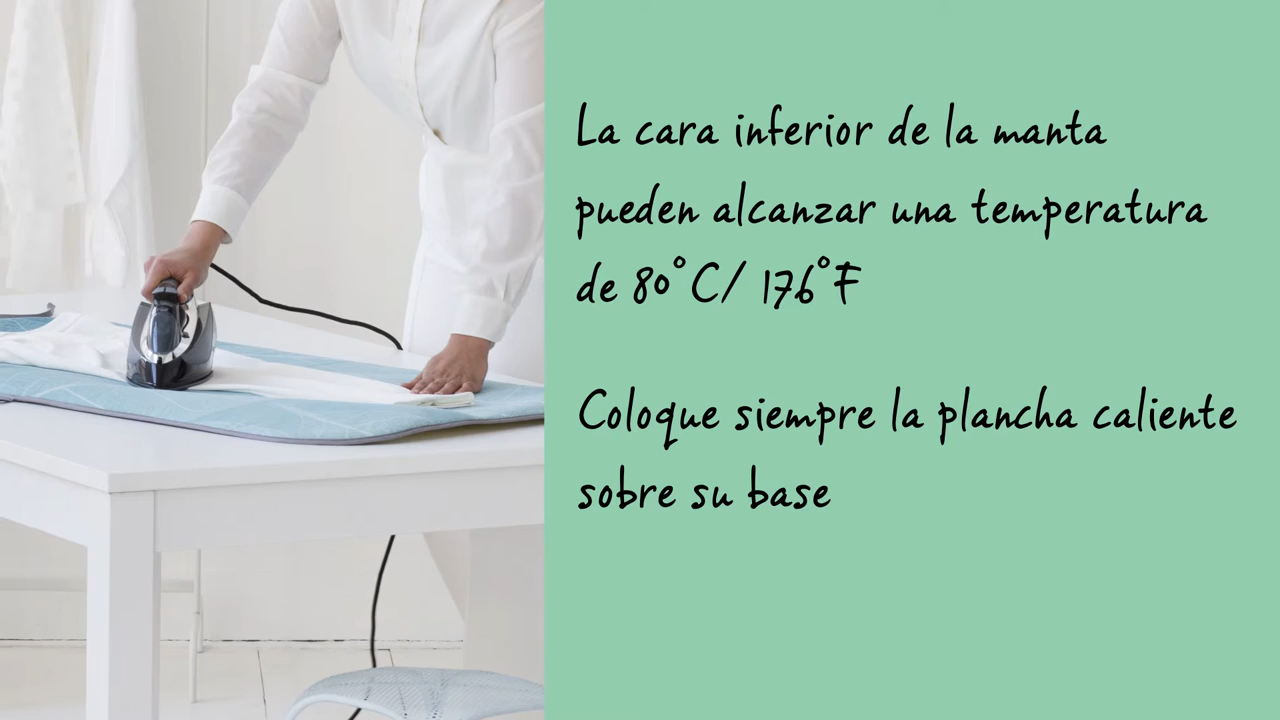 La cara inferior de la manta
pueden alcanzar una temperatura
de 80°C/ 176°F
Coloque siempre la plancha caliente
sobre su base